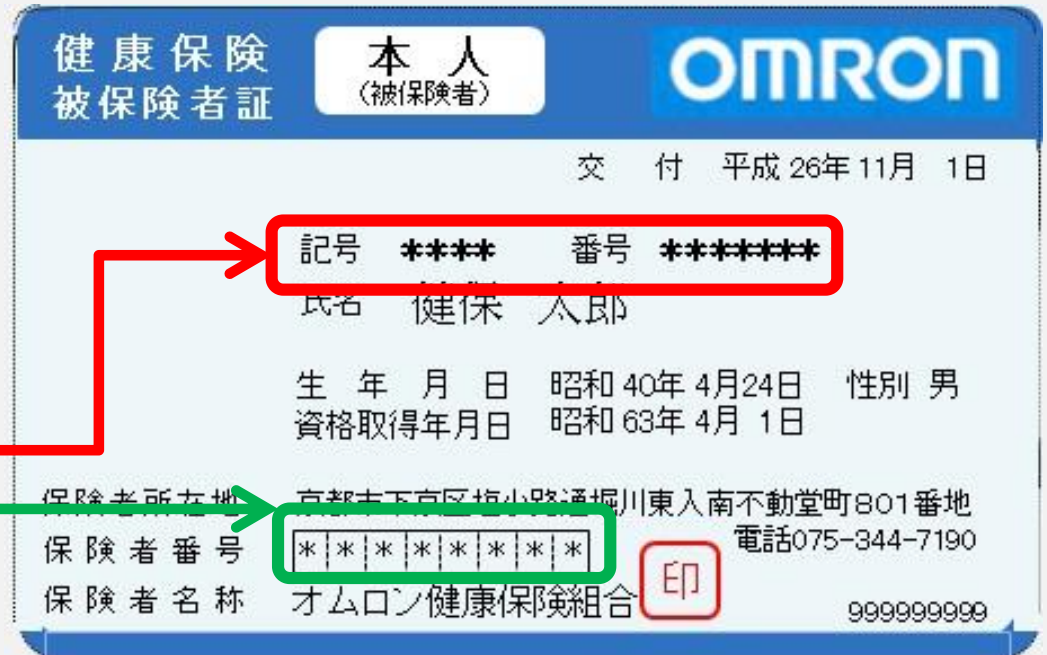 健康保険
被保険者証
本人
(被保険者)
OMRON
交 付 平成 26年 11月 1日
記号 **** 番号 *******
氏名 健保 太郎
生年月日 昭和 40年 4月24日 性別 男
資格取得年月日 昭和 63年 4月 1日
保険者所在地 京都市下京区塩小路通堀川東入南不動堂町801番地
電話075-344-7190
保険者番号 ********
保険者名称 オムロン健康保険組合 印
999999999